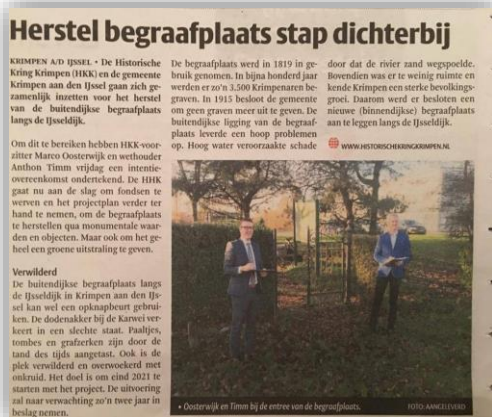 Herstel begraafplaats stap dichterbij
KRIMPEN A/D IJSSEL • De Historische
Kring Krimpen (HKK) en de gemeente
Krimpen aan den IJssel gaan zich ge-
zamenlijk inzetten voor het herstel
van de buitendijkse begraafplaats
langs de IJsseldijk.
Om dit te bereiken hebben HKK-voor-
zitter Marco Oosterwijk en wethouder
Anthon Timm vrijdag een intentie-
overeenkomst ondertekend. De HHK
gaat nu aan de slag om fondsen te
werven en het projectplan verder ter
hand te nemen, om de begraafplaats
te herstellen qua monumentale waar-
den en objecten. Maar ook om het ge-
heel een groene uitstraling te geven.
Verwilderd
De buitendijkse begraafplaats langs
de IJsseldijk in Krimpen aan den IJs-
sel kan wel een opknapbeurt gebrui-
ken. De dodenakker bij de Karwei ver-
keert in een slechte staat. Paaltjes,
tombes en grafzerken zijn door de
tand des tijds aangetast. Ook is de
plek verwilderd en overwoekerd met
onkruid. Het doel is om eind 2021 te
starten met het project. De uitvoering
zal naar verwachting zo'n twee jaar in
beslag nemen.
De begraafplaats werd in 1819 in ge-
bruik genomen. In bijna honderd jaar
werden er zo'n 3.500 Krimpenaren be-
graven. In 1915 besloot de gemeente
om geen graven meer uit te geven. De
buitendijkse ligging van de begraaf-
plaats leverde een hoop problemen
op. Hoog water veroorzaakte schade
door dat de rivier zand wegspoelde.
Bovendien was er te weinig ruimte en
kende Krimpen een sterke bevolkings-
groei. Daarom werd er besloten een
nieuwe (binnendijkse) begraafplaats
aan te leggen langs de IJsseldijk.
WWW.HISTORISCHEKRINGKRIMPEN.NL
• Oosterwijk en Timm bij de entree van de begraafplaats.
FOTO: AANGELEVERD